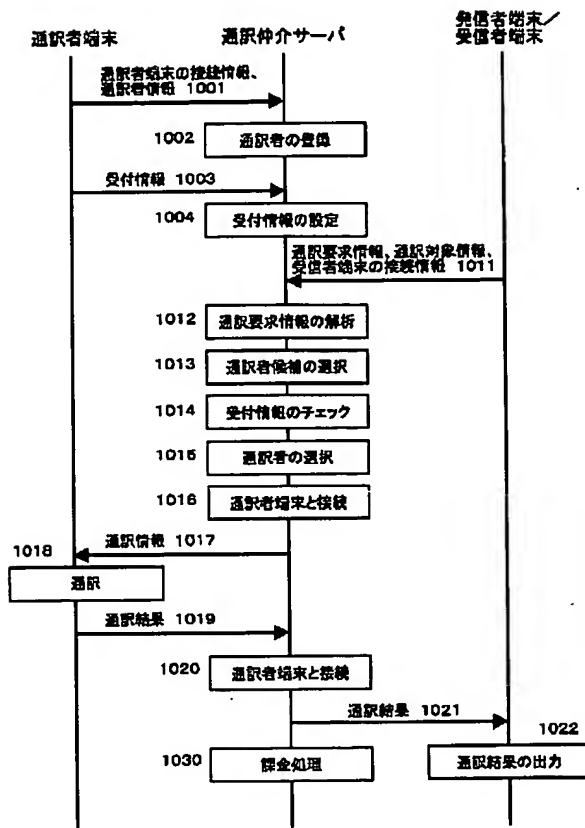 通訳者端末
通訳仲介サーバ
発信者端末／
受信者端末
通訳者端末の接続情報、
通訳者情報 1001
1002
通訳者の登録
受付情報 1003
1004
受付情報の設定
通訳要求情報、通訳対象情報、
受信者端末の接続情報 1011
1012
通訳要求情報の解析
1013
通訳者候補の選択
1014
受付情報のチェック
1015
通訳者の選択
1016
通訳者端末と接続
通訳情報 1017
1018
通訳
通訳結果 1019
1020
通訳者端末と接続
通訳結果 1021
1022
1030
課金処理
通訳結果の出力